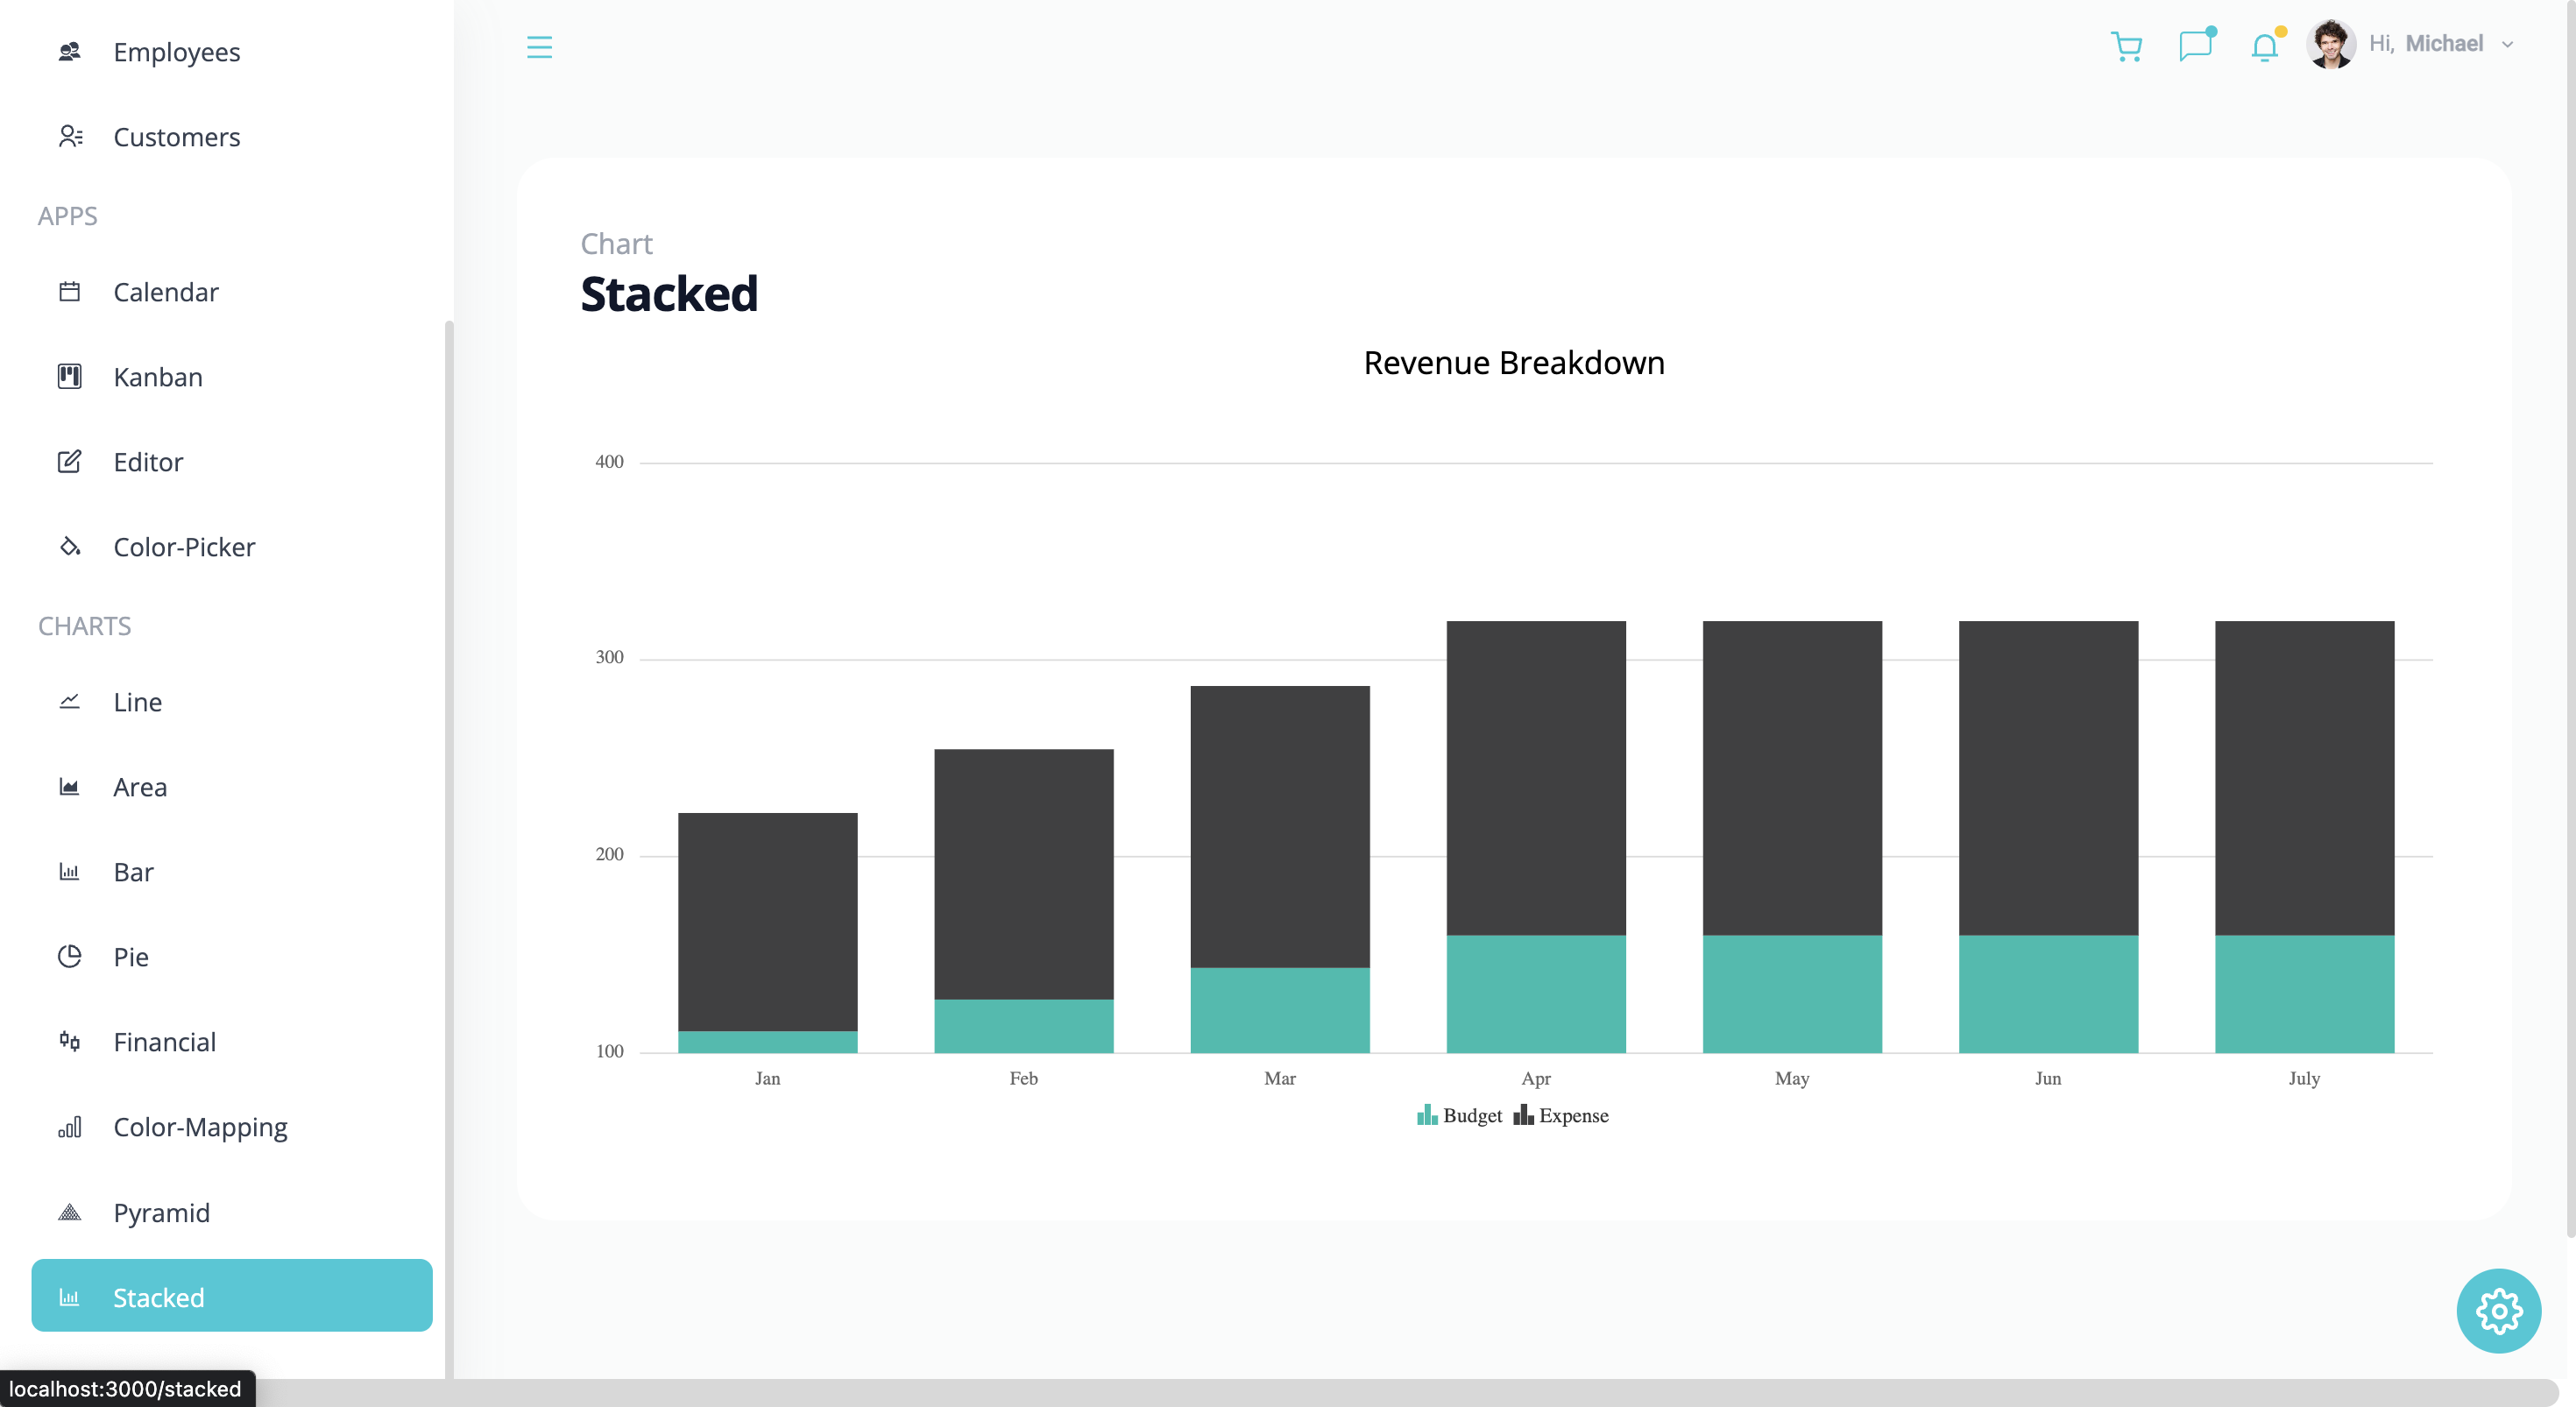 Employees
Customers
APPS
Calendar
Kanban
Editor
Color-Picker
CHARTS
Line
Area
Bar
Pie
Financial
Color-Mapping
Pyramid
Stacked
localhost:3000/stacked
Hi, Michael
Chart
Stacked
Revenue Breakdown
400
300
200
100
Jan Feb Mar Apr May Jun July
Budget Expense